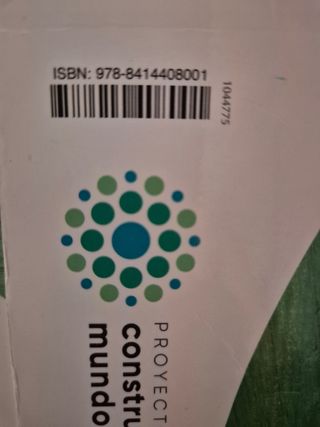 ISBN: 978-8414408001
1044775
PROYECT
constru
mundo